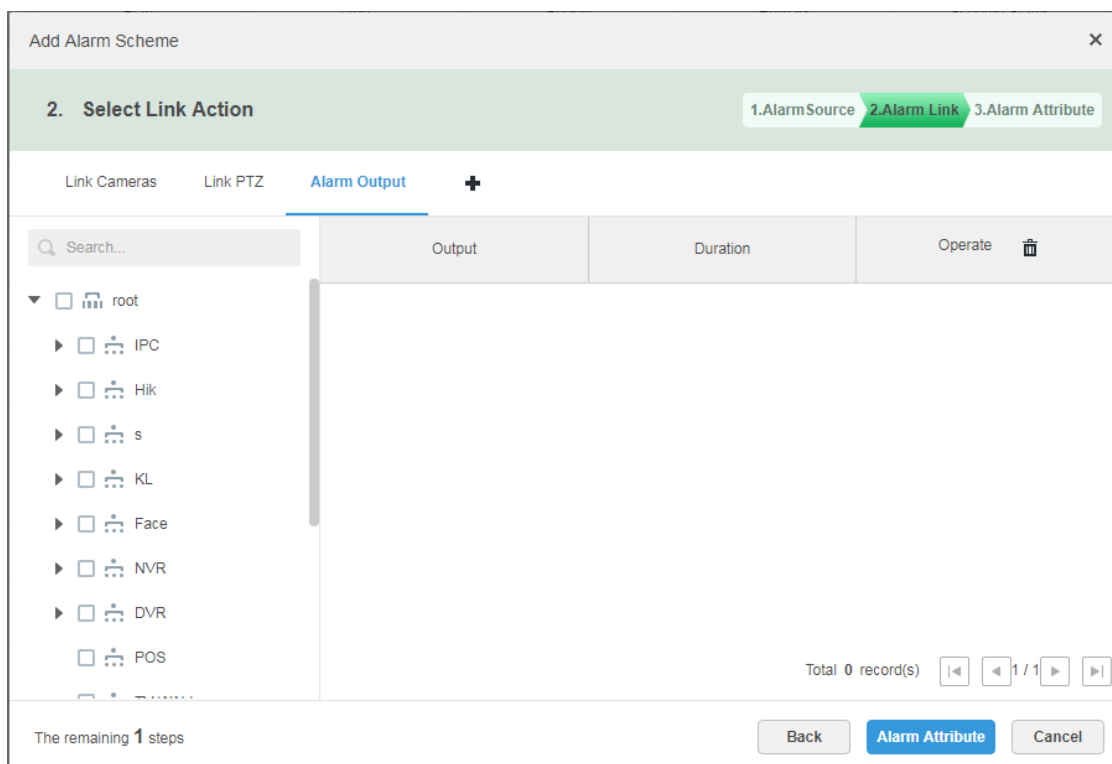 Add Alarm Scheme
2. Select Link Action
1.Alarm Source 2.Alarm Link 3.Alarm Attribute
Link Cameras Link PTZ Alarm Output
Search...
Output Duration Operate
root
IPC
Hik
s
KL
Face
NVR
DVR
POS
Total 0 record(s) 1 / 1
The remaining 1 steps
Back Alarm Attribute Cancel